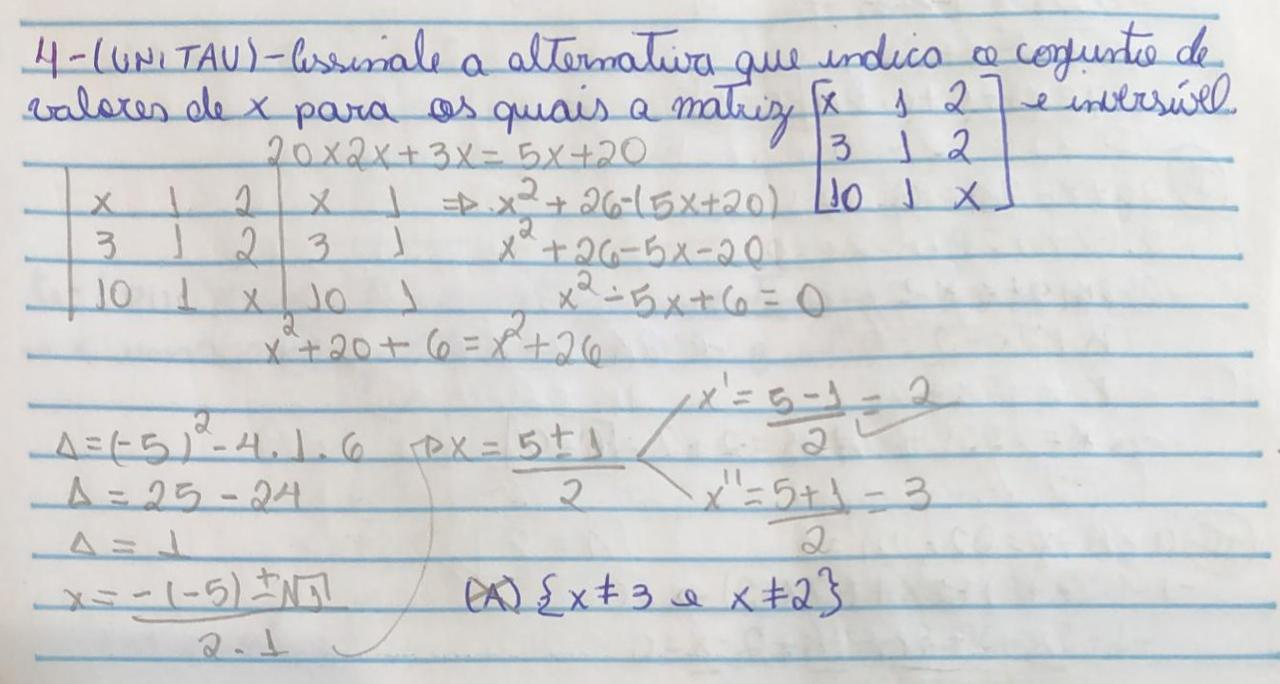 4-(UNITAU)-Assinale a alternativa que indica o conjunto de
valores de x para os quais a matriz [x 1 2] e inversível.
20x2x+3x=5x+20 [3 1 2]
[10 1 x]
| x 1 2 | x 1 ⇒ x²+26-(5x+20)
| 3 1 2 | 3 1 x²+26-5x-20
| 10 1 x | 10 1 x²-5x+6=0
x²+20+6=x²+26
x'=5-1/2=2
Δ=(-5)²-4.1.6 ⇒x=5±1/2
Δ=25-24 x''=5+1/2=3
Δ=1
x=-(-5)±√1/2.1 (A) {x≠3 e x≠2}